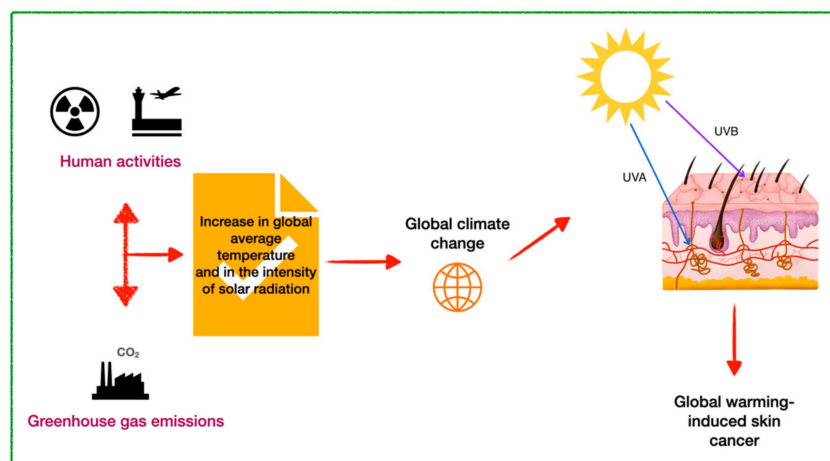 Human activities
Increase in global
average
temperature
and in the intensity
of solar radiation
CO₂
Greenhouse gas emissions
Global climate
change
UVB
UVA
Global warming-
induced skin
cancer